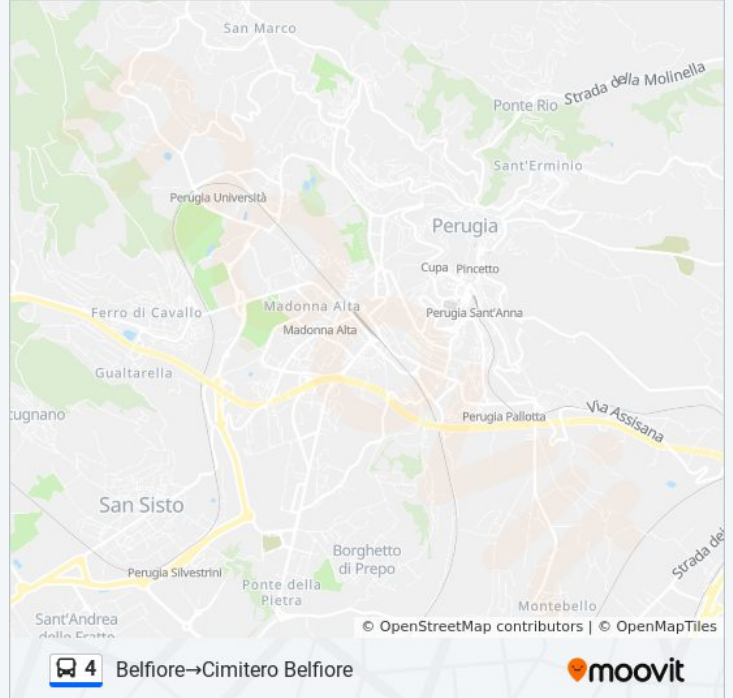 San Marco
Strada della Molinella
Ponte Rio
Sant'Erminio
Perugia Università
Perugia
Cupa
Pincetto
Ferro di Cavallo
Madonna Alta
Perugia Sant'Anna
Madonna Alta
Gualtarella
cugnano
Perugia Pallotta
Via Assisana
San Sisto
Borghetto
di Prepo
Strada dei
Perugia Silvestrini
Ponte della
Pietra
Montebello
Sant'Andrea
delle Fratte
© OpenStreetMap contributors | © OpenMapTiles
4 Belfiore→Cimitero Belfiore
moovit